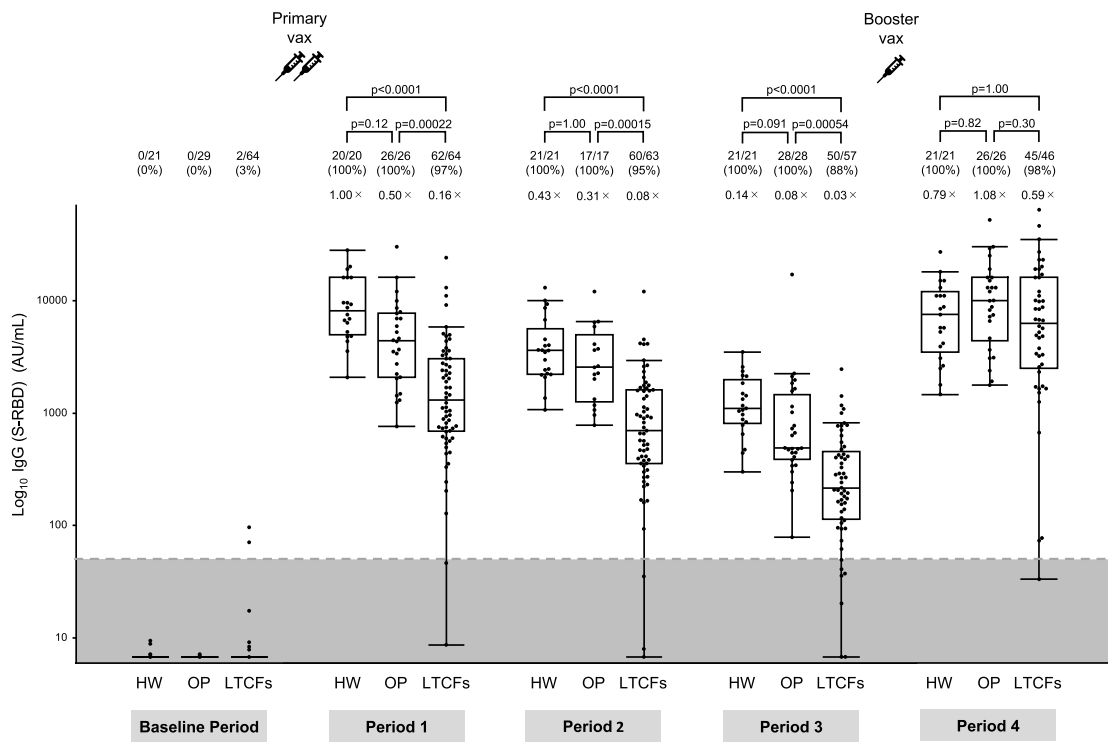 Primary
vax
Booster
vax
p<0.0001
p<0.0001
p<0.0001
p=1.00
p=0.12 p=0.00022
p=1.00 p=0.00015
p=0.091 p=0.00054
p=0.82 p=0.30
0/21 0/29 2/64 20/20 26/26 62/64 21/21 17/17 60/63 21/21 28/28 50/57 21/21 26/26 45/46
(0%) (0%) (3%) (100%) (100%) (97%) (100%) (100%) (95%) (100%) (100%) (88%) (100%) (100%) (98%)
1.00 × 0.50 × 0.16 × 0.43 × 0.31 × 0.08 × 0.14 × 0.08 × 0.03 × 0.79 × 1.08 × 0.59 ×
Log10 IgG (S-RBD) (AU/mL)
10000
1000
100
10
HW OP LTCFs HW OP LTCFs HW OP LTCFs HW OP LTCFs HW OP LTCFs
Baseline Period Period 1 Period 2 Period 3 Period 4